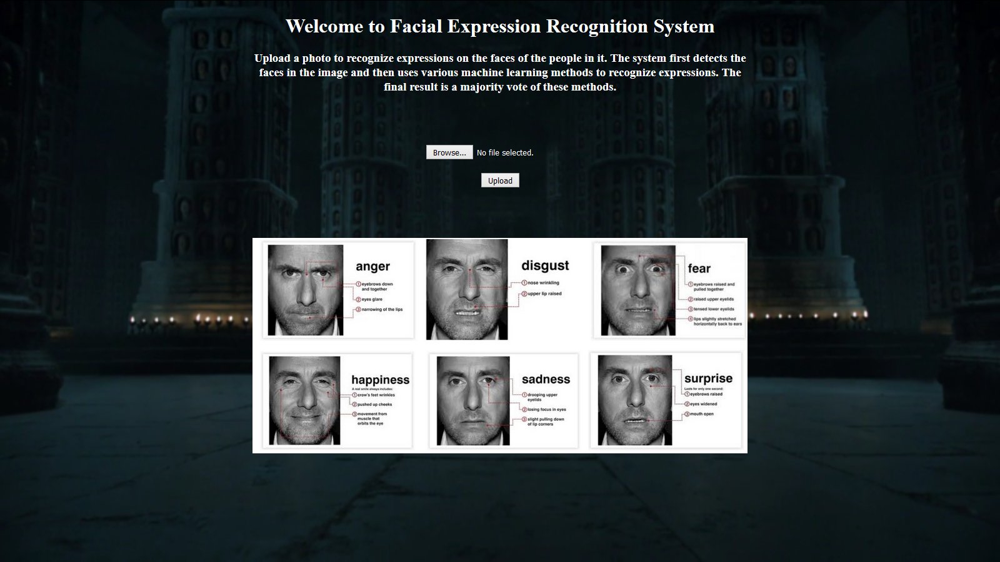 Welcome to Facial Expression Recognition System
Upload a photo to recognize expressions on the faces of the people in it. The system first detects the
faces in the image and then uses various machine learning methods to recognize expressions. The
final result is a majority vote of these methods.
Browse... No file selected.
Upload
anger
1 eyebrows down
and together
2 eyes glare
3 narrowing of the lips
disgust
1 nose wrinkling
2 upper lip raised
fear
1 eyebrows raised and
pulled together
2 raised upper eyelids
3 tensed lower eyelids
4 lips slightly stretched
horizontally back to ears
happiness
A real smile always includes:
1 crow's feet wrinkles
2 pushed up cheeks
3 movement from
muscle that
orbits the eye
sadness
1 drooping upper
eyelids
2 losing focus in eyes
3 slight pulling down
of lip corners
surprise
Lasts for only one second:
1 eyebrows raised
2 eyes widened
3 mouth open